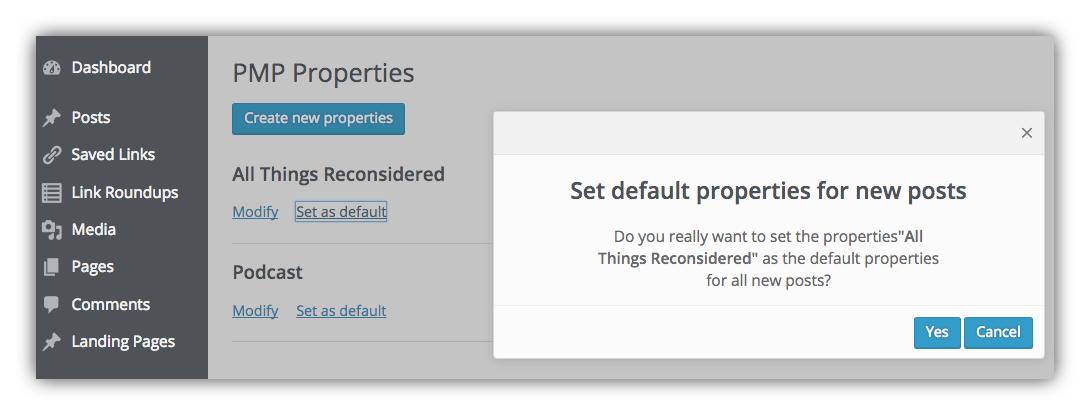 Dashboard
Posts
Saved Links
Link Roundups
Media
Pages
Comments
Landing Pages
PMP Properties
Create new properties
All Things Reconsidered
Modify Set as default
Podcast
Modify Set as default
×
Set default properties for new posts
Do you really want to set the properties"All
Things Reconsidered" as the default properties
for all new posts?
Yes Cancel